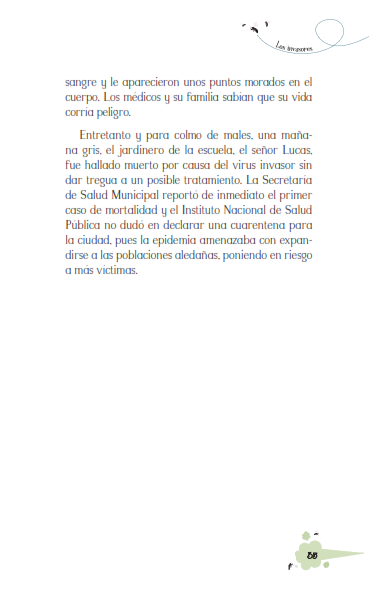 Los invasores
sangre y le aparecieron unos puntos morados en el
cuerpo. Los médicos y su familia sabían que su vida
corría peligro.
Entretanto y para colmo de males, una maña-
na gris, el jardinero de la escuela, el señor Lucas,
fue hallado muerto por causa del virus invasor sin
dar tregua a un posible tratamiento. La Secretaría
de Salud Municipal reportó de inmediato el primer
caso de mortalidad y el Instituto Nacional de Salud
Pública no dudó en declarar una cuarentena para
la ciudad, pues la epidemia amenazaba con expan-
dirse a las poblaciones aledañas, poniendo en riesgo
a más víctimas.